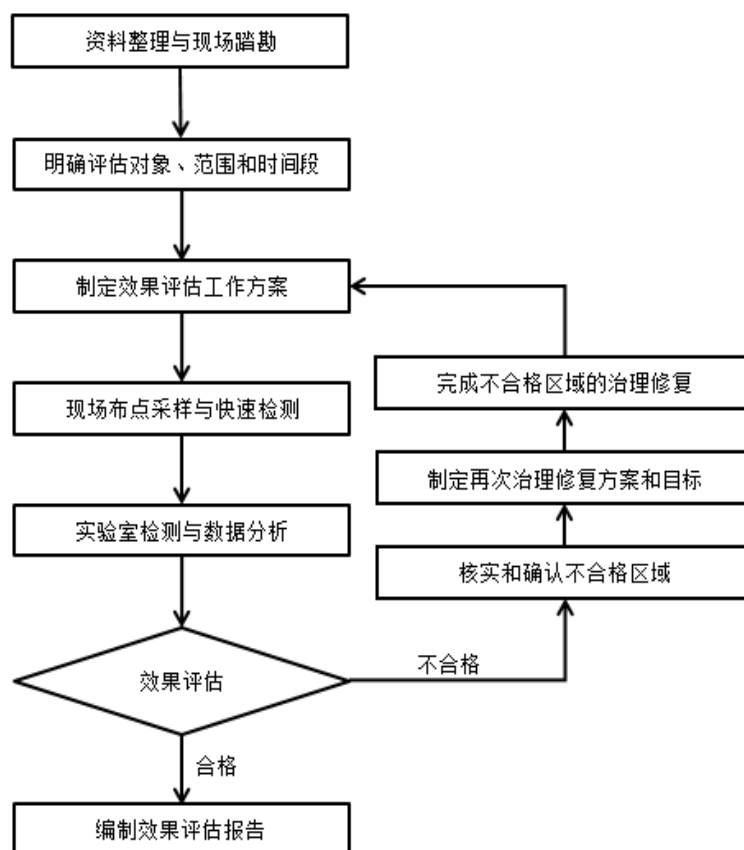 资料整理与现场踏勘
明确评估对象、范围和时间段
制定效果评估工作方案
现场布点采样与快速检测
实验室检测与数据分析
效果评估
不合格
核实和确认不合格区域
制定再次治理修复方案和目标
完成不合格区域的治理修复
合格
编制效果评估报告